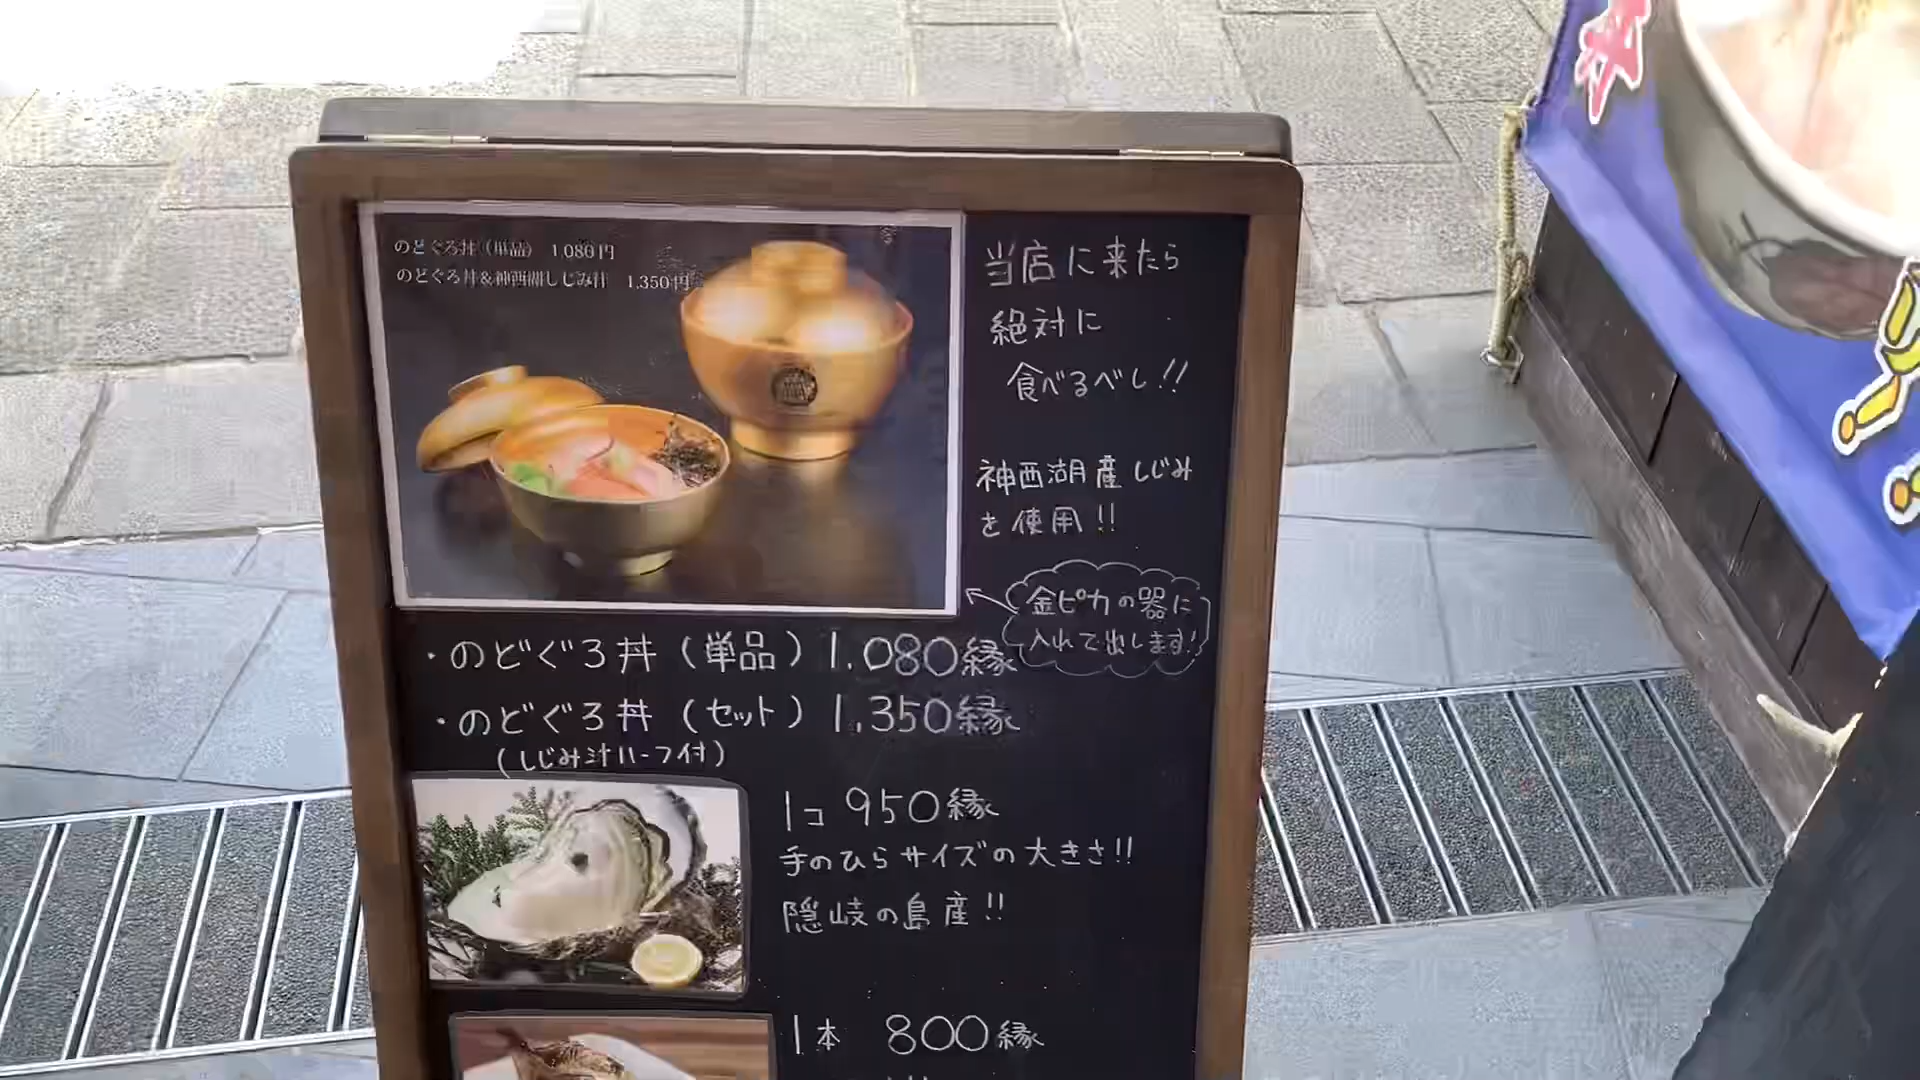 のどぐろ丼（単品） 1,080円
のどぐろ丼&神西湖しじみ汁 1,350円
当店に来たら
絶対に
食べるべし!!
神西湖産しじみ
を使用!!
金ピカの器に
入れて出します!
・のどぐろ丼（単品）1,080縁
・のどぐろ丼（セット）1,350縁
（しじみ汁ハーフ付）
1コ 950縁
手のひらサイズの大きさ!!
隠岐の島産!!
1本 800縁